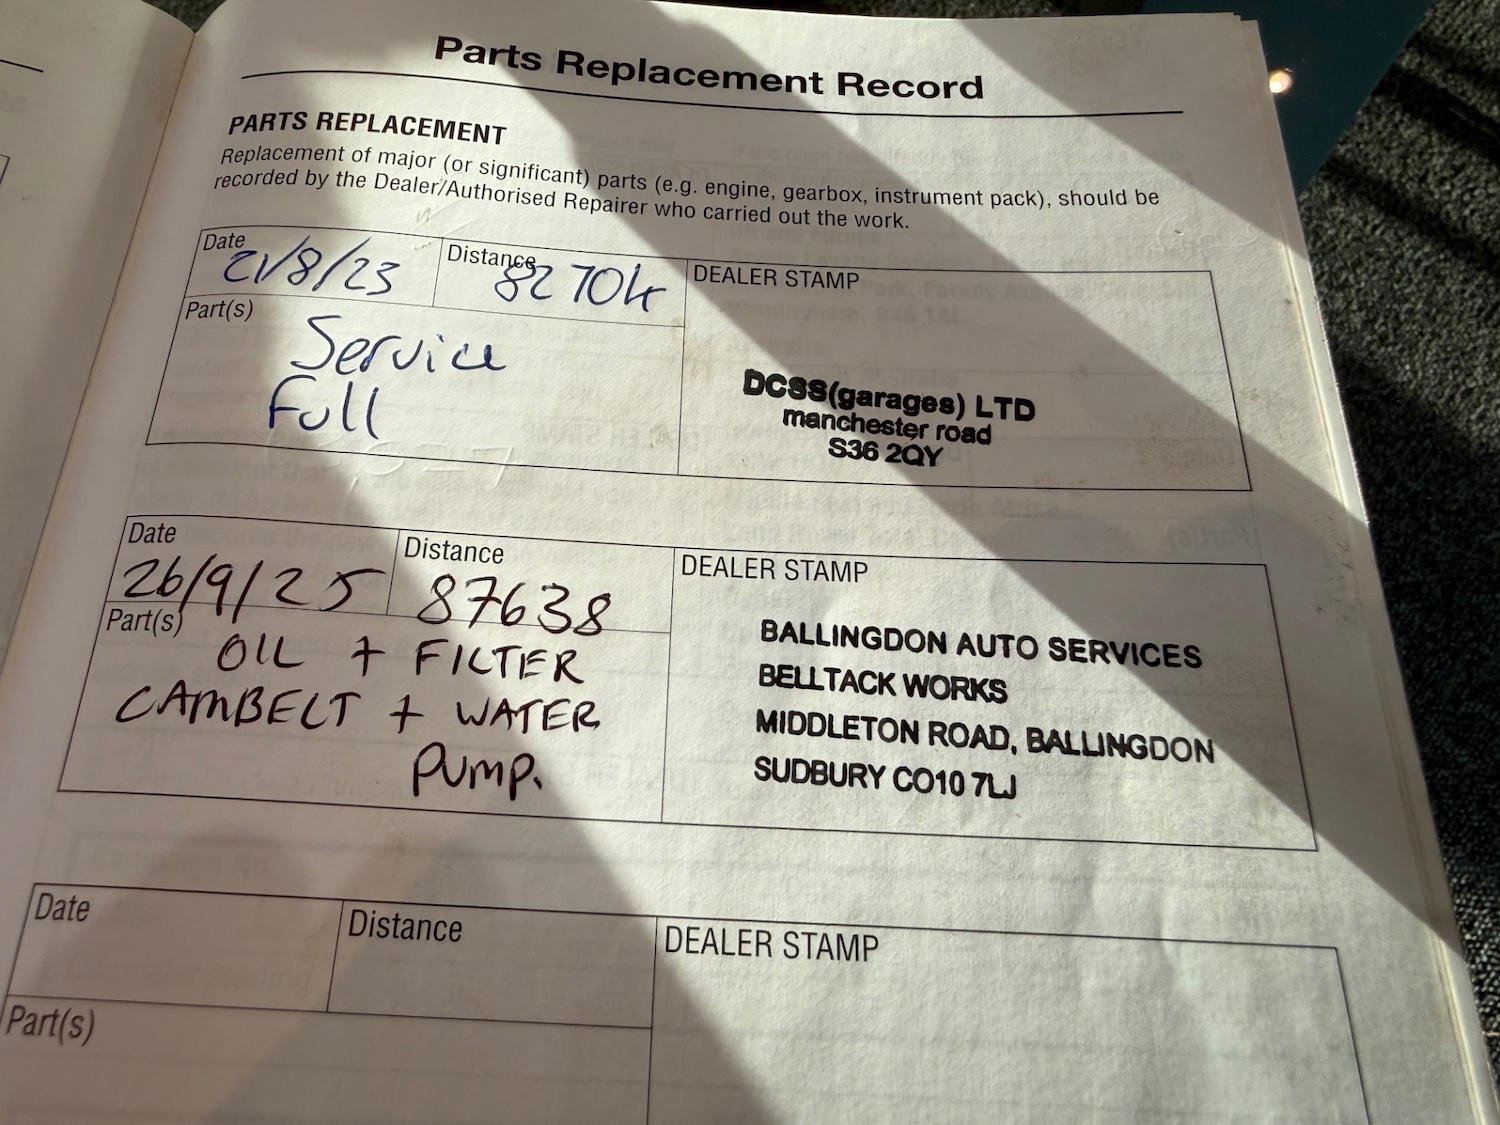 Parts Replacement Record
PARTS REPLACEMENT
Replacement of major (or significant) parts (e.g. engine, gearbox, instrument pack), should be
recorded by the Dealer/Authorised Repairer who carried out the work.
Date
21/8/23
Distance
82704
DEALER STAMP
Part(s)
Service
Full
DCSS(garages) LTD
manchester road
S36 2QY
Date
26/9/25
Distance
87638
DEALER STAMP
Part(s)
OIL + FILTER
CAMBELT + WATER
PUMP.
BALLINGDON AUTO SERVICES
BELLTACK WORKS
MIDDLETON ROAD, BALLINGDON
SUDBURY CO10 7LJ
Date
Distance
DEALER STAMP
Part(s)